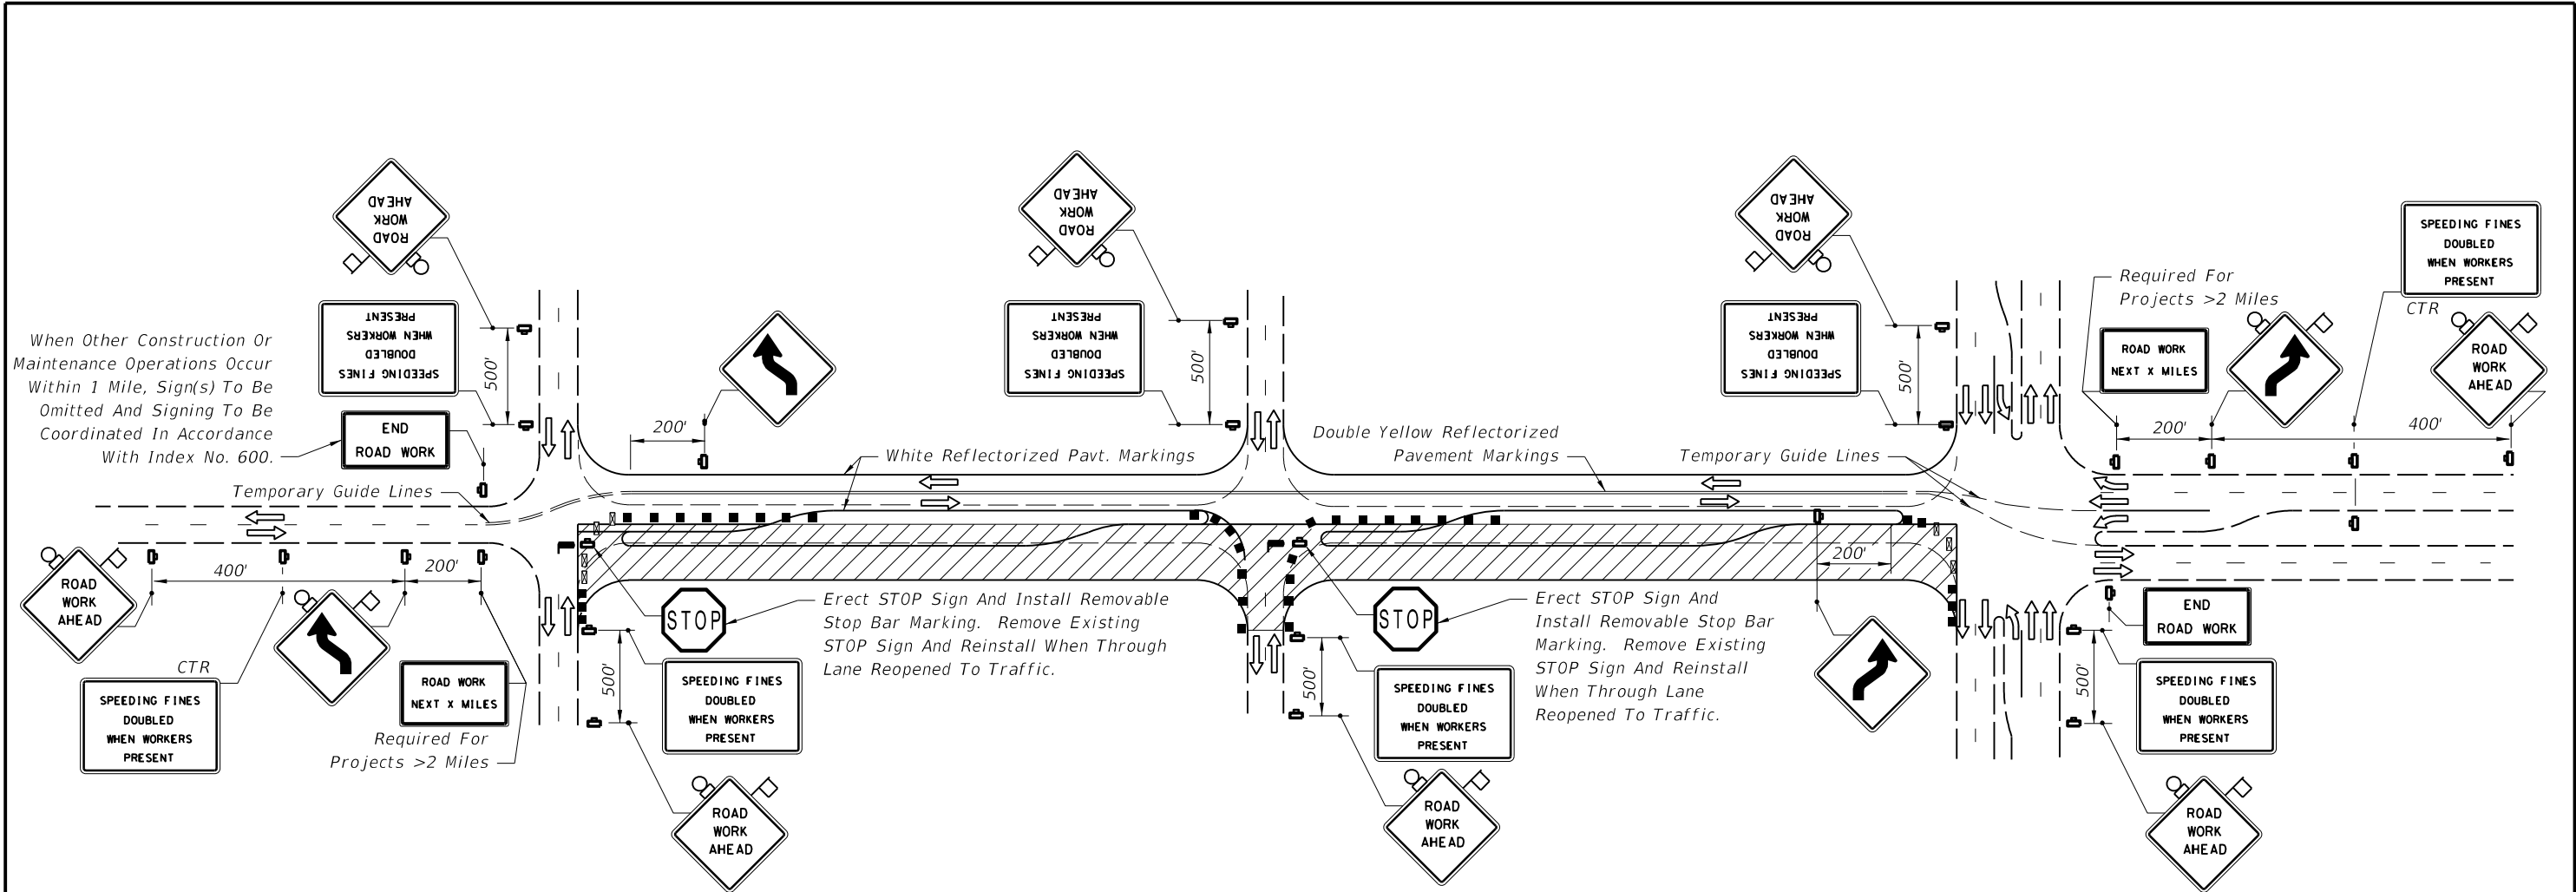 ROAD
WORK
AHEAD
SPEEDING FINES
DOUBLED
WHEN WORKERS
PRESENT
500'
When Other Construction Or
Maintenance Operations Occur
Within 1 Mile, Sign(s) To Be
Omitted And Signing To Be
Coordinated In Accordance
With Index No. 600.
END
ROAD WORK
Temporary Guide Lines
200'
White Reflectorized Pavt. Markings
ROAD
WORK
AHEAD
SPEEDING FINES
DOUBLED
WHEN WORKERS
PRESENT
500'
Double Yellow Reflectorized
Pavement Markings
Temporary Guide Lines
ROAD
WORK
AHEAD
SPEEDING FINES
DOUBLED
WHEN WORKERS
PRESENT
500'
Required For
Projects >2 Miles
ROAD WORK
NEXT X MILES
SPEEDING FINES
DOUBLED
WHEN WORKERS
PRESENT
CTR
ROAD
WORK
AHEAD
200'
400'
ROAD
WORK
AHEAD
400'
200'
CTR
SPEEDING FINES
DOUBLED
WHEN WORKERS
PRESENT
ROAD WORK
NEXT X MILES
Required For
Projects >2 Miles
500'
STOP
Erect STOP Sign And Install Removable
Stop Bar Marking. Remove Existing
STOP Sign And Reinstall When Through
Lane Reopened To Traffic.
SPEEDING FINES
DOUBLED
WHEN WORKERS
PRESENT
ROAD
WORK
AHEAD
500'
STOP
Erect STOP Sign And
Install Removable Stop Bar
Marking. Remove Existing
STOP Sign And Reinstall
When Through Lane
Reopened To Traffic.
SPEEDING FINES
DOUBLED
WHEN WORKERS
PRESENT
ROAD
WORK
AHEAD
200'
END
ROAD WORK
500'
SPEEDING FINES
DOUBLED
WHEN WORKERS
PRESENT
ROAD
WORK
AHEAD